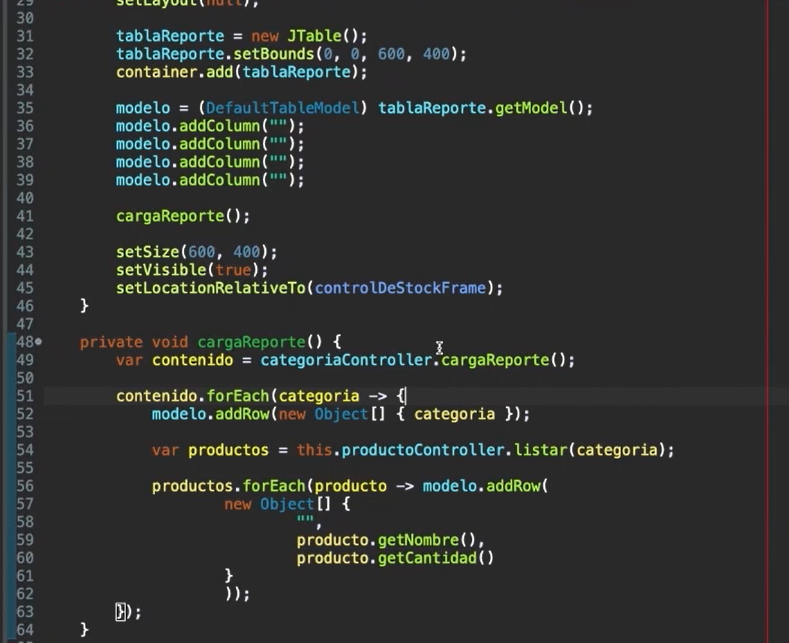 29 setLayout(null);
30
31 tablaReporte = new JTable();
32 tablaReporte.setBounds(0, 0, 600, 400);
33 container.add(tablaReporte);
34
35 modelo = (DefaultTableModel) tablaReporte.getModel();
36 modelo.addColumn("");
37 modelo.addColumn("");
38 modelo.addColumn("");
39 modelo.addColumn("");
40
41 cargaReporte();
42
43 setSize(600, 400);
44 setVisible(true);
45 setLocationRelativeTo(controlDeStockFrame);
46 }
47
48 private void cargaReporte() {
49 var contenido = categoriaController.cargaReporte();
50
51 contenido.forEach(categoria -> {
52 modelo.addRow(new Object[] { categoria });
53
54 var productos = this.productoController.listar(categoria);
55
56 productos.forEach(producto -> modelo.addRow(
57 new Object[] {
58 "",
59 producto.getNombre(),
60 producto.getCantidad()
61 }
62 ));
63 });
64 }